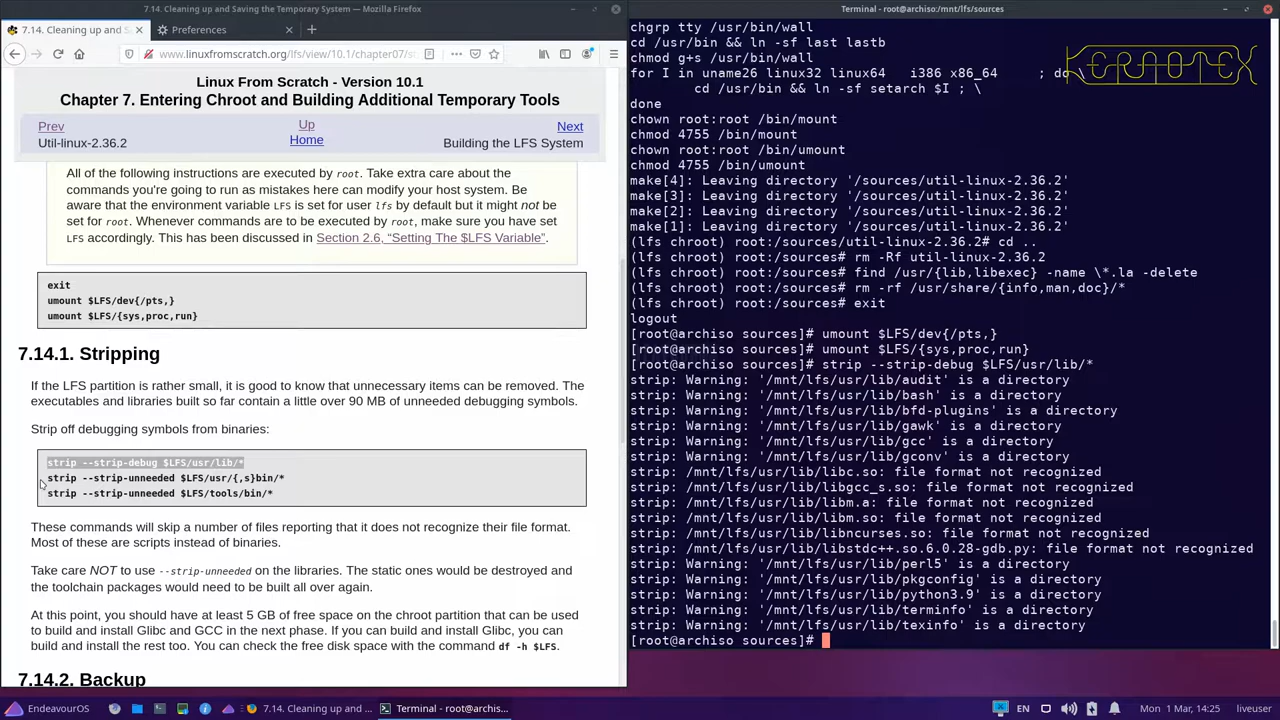 7.14. Cleaning up and Saving the Temporary System — Mozilla Firefox
7.14. Cleaning up and S
Preferences
www.linuxfromscratch.org/lfs/view/10.1/chapter07/s
Linux From Scratch - Version 10.1
Chapter 7. Entering Chroot and Building Additional Temporary Tools
Prev
Up
Next
Util-linux-2.36.2
Home
Building the LFS System
All of the following instructions are executed by root. Take extra care about the
commands you're going to run as mistakes here can modify your host system. Be
aware that the environment variable LFS is set for user lfs by default but it might not be
set for root. Whenever commands are to be executed by root, make sure you have set
LFS accordingly. This has been discussed in Section 2.6, “Setting The $LFS Variable”.
exit
umount $LFS/dev{/pts,}
umount $LFS/{sys,proc,run}
7.14.1. Stripping
If the LFS partition is rather small, it is good to know that unnecessary items can be removed. The
executables and libraries built so far contain a little over 90 MB of unneeded debugging symbols.
Strip off debugging symbols from binaries:
strip --strip-debug $LFS/usr/lib/*
strip --strip-unneeded $LFS/usr/{,s}bin/*
strip --strip-unneeded $LFS/tools/bin/*
These commands will skip a number of files reporting that it does not recognize their file format.
Most of these are scripts instead of binaries.
Take care NOT to use --strip-unneeded on the libraries. The static ones would be destroyed and
the toolchain packages would need to be built all over again.
At this point, you should have at least 5 GB of free space on the chroot partition that can be used
to build and install Glibc and GCC in the next phase. If you can build and install Glibc, you can
build and install the rest too. You can check the free disk space with the command df -h $LFS.
7.14.2. Backup
Terminal - root@archiso:/mnt/lfs/sources
chgrp tty /usr/bin/wall
cd /usr/bin && ln -sf last lastb
chmod g+s /usr/bin/wall
for I in uname26 linux32 linux64   i386 x86_64     ; do
cd /usr/bin && ln -sf setarch $I ; \
done
chown root:root /bin/mount
chmod 4755 /bin/mount
chown root:root /bin/umount
chmod 4755 /bin/umount
make[4]: Leaving directory '/sources/util-linux-2.36.2'
make[3]: Leaving directory '/sources/util-linux-2.36.2'
make[2]: Leaving directory '/sources/util-linux-2.36.2'
make[1]: Leaving directory '/sources/util-linux-2.36.2'
(lfs chroot) root:/sources/util-linux-2.36.2# cd ..
(lfs chroot) root:/sources# rm -Rf util-linux-2.36.2
(lfs chroot) root:/sources# find /usr/{lib,libexec} -name \*.la -delete
(lfs chroot) root:/sources# rm -rf /usr/share/{info,man,doc}/*
(lfs chroot) root:/sources# exit
logout
[root@archiso sources]# umount $LFS/dev{/pts,}
[root@archiso sources]# umount $LFS/{sys,proc,run}
[root@archiso sources]# strip --strip-debug $LFS/usr/lib/*
strip: Warning: '/mnt/lfs/usr/lib/audit' is a directory
strip: Warning: '/mnt/lfs/usr/lib/bash' is a directory
strip: Warning: '/mnt/lfs/usr/lib/bfd-plugins' is a directory
strip: Warning: '/mnt/lfs/usr/lib/gawk' is a directory
strip: Warning: '/mnt/lfs/usr/lib/gcc' is a directory
strip: Warning: '/mnt/lfs/usr/lib/gconv' is a directory
strip: /mnt/lfs/usr/lib/libc.so: file format not recognized
strip: /mnt/lfs/usr/lib/libgcc_s.so: file format not recognized
strip: /mnt/lfs/usr/lib/libm.a: file format not recognized
strip: /mnt/lfs/usr/lib/libm.so: file format not recognized
strip: /mnt/lfs/usr/lib/libncurses.so: file format not recognized
strip: /mnt/lfs/usr/lib/libstdc++.so.6.0.28-gdb.py: file format not recognized
strip: Warning: '/mnt/lfs/usr/lib/perl5' is a directory
strip: Warning: '/mnt/lfs/usr/lib/pkgconfig' is a directory
strip: Warning: '/mnt/lfs/usr/lib/python3.9' is a directory
strip: Warning: '/mnt/lfs/usr/lib/terminfo' is a directory
strip: Warning: '/mnt/lfs/usr/lib/texinfo' is a directory
[root@archiso sources]#
EndeavourOS
7.14. Cleaning up and ...
Terminal - root@archis...
EN
Mon 1 Mar, 14:25
liveuser